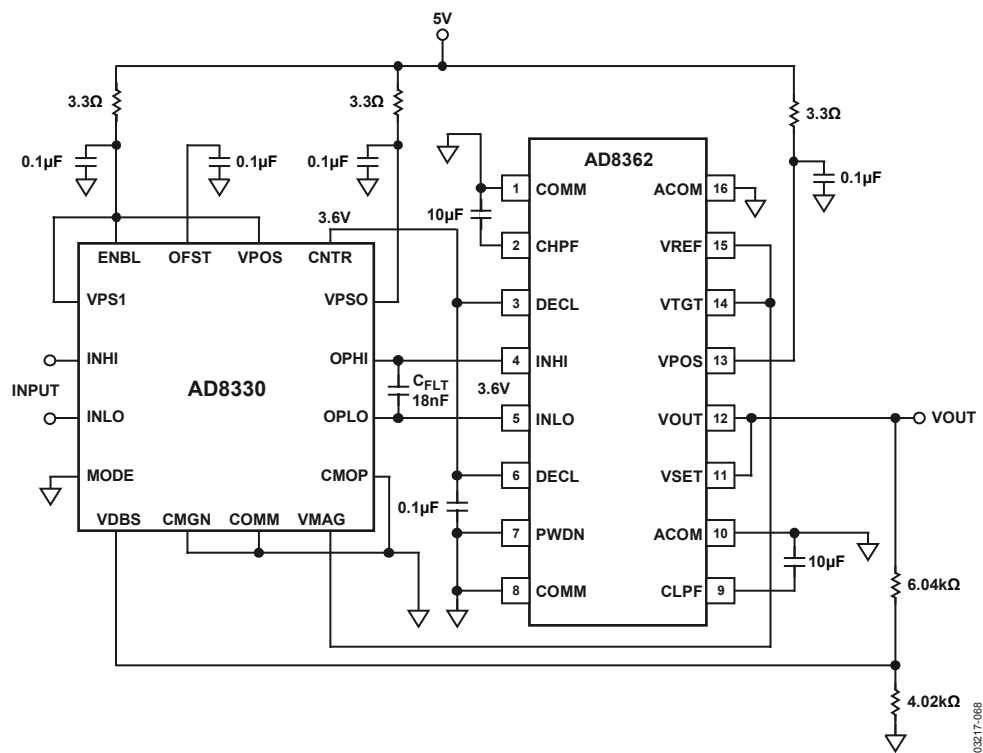 5V
3.3Ω
3.3Ω
3.3Ω
0.1µF
0.1µF
0.1µF
0.1µF
AD8362
1 COMM
ACOM 16
10µF
3.6V
2 CHPF
VREF 15
ENBL
OFST
VPOS
CNTR
VPS1
VPSO
3 DECL
VTGT 14
INHI
OPHI
4 INHI
VPOS 13
INPUT
AD8330
CFLT
18nF
3.6V
INLO
OPLO
5 INLO
VOUT 12
VOUT
MODE
CMOP
6 DECL
VSET 11
0.1µF
VDBS
CMGN
COMM
VMAG
7 PWDN
ACOM 10
10µF
8 COMM
CLPF 9
6.04kΩ
4.02kΩ
03217-068